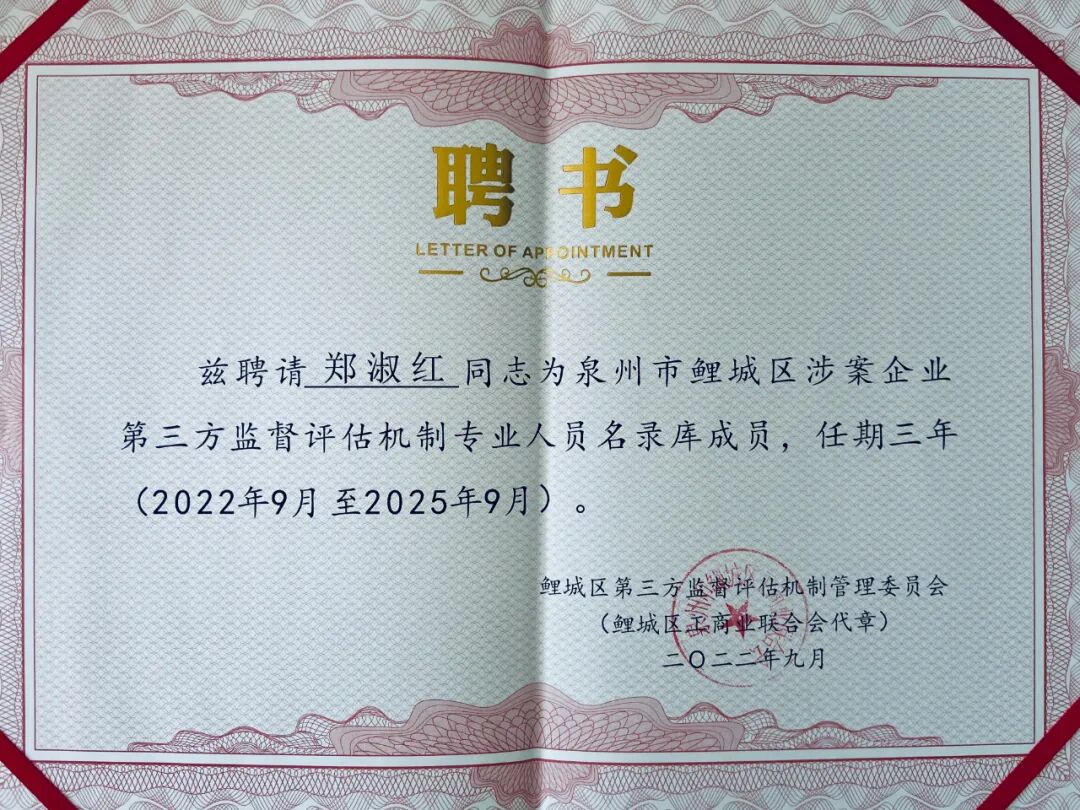 聘书
LETTER OF APPOINTMENT
兹聘请 郑淑红 同志为泉州市鲤城区涉案企业
第三方监督评估机制专业人员名录库成员，任期三年
（2022年9月至2025年9月）。
鲤城区第三方监督评估机制管理委员会
（鲤城区工商业联合会代章）
二〇二二年九月